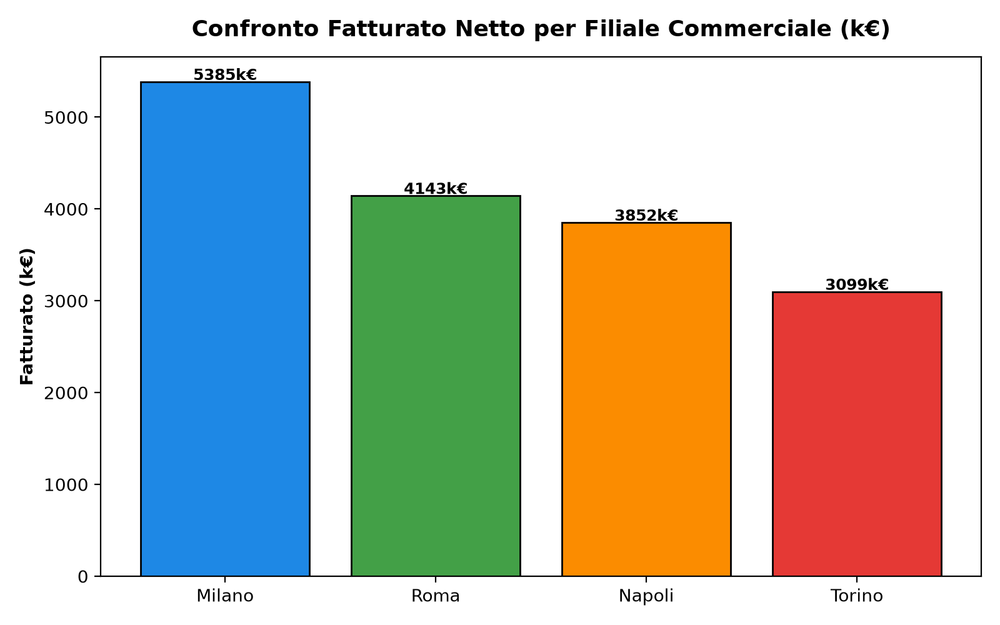 Confronto Fatturato Netto per Filiale Commerciale (k€)
Fatturato (k€)
5000
4000
3000
2000
1000
0
5385k€
4143k€
3852k€
3099k€
Milano
Roma
Napoli
Torino